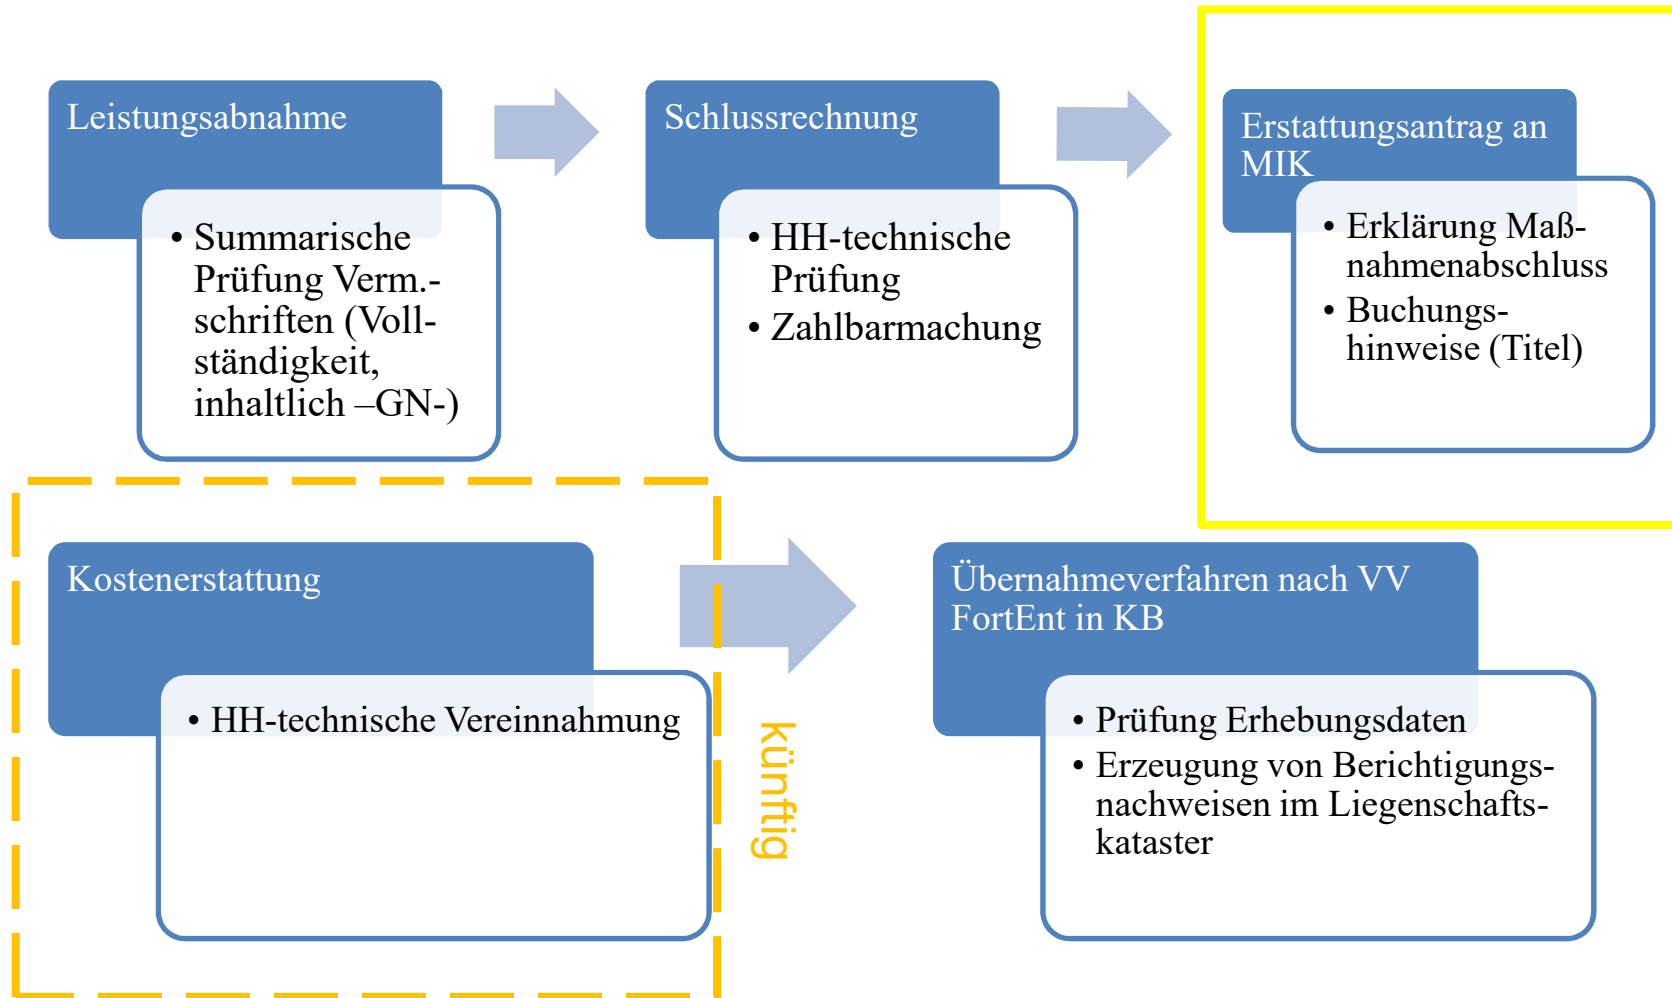 Leistungsabnahme
• Summarische
Prüfung Verm.-
schriften (Voll-
ständigkeit,
inhaltlich –GN-)
Schlussrechnung
• HH-technische
Prüfung
• Zahlbarmachung
Erstattungsantrag an
MIK
• Erklärung Maß-
nahmenabschluss
• Buchungs-
hinweise (Titel)
Kostenerstattung
• HH-technische Vereinnahmung
künftig
Übernahmeverfahren nach VV
FortEnt in KB
• Prüfung Erhebungsdaten
• Erzeugung von Berichtigungs-
nachweisen im Liegenschafts-
kataster